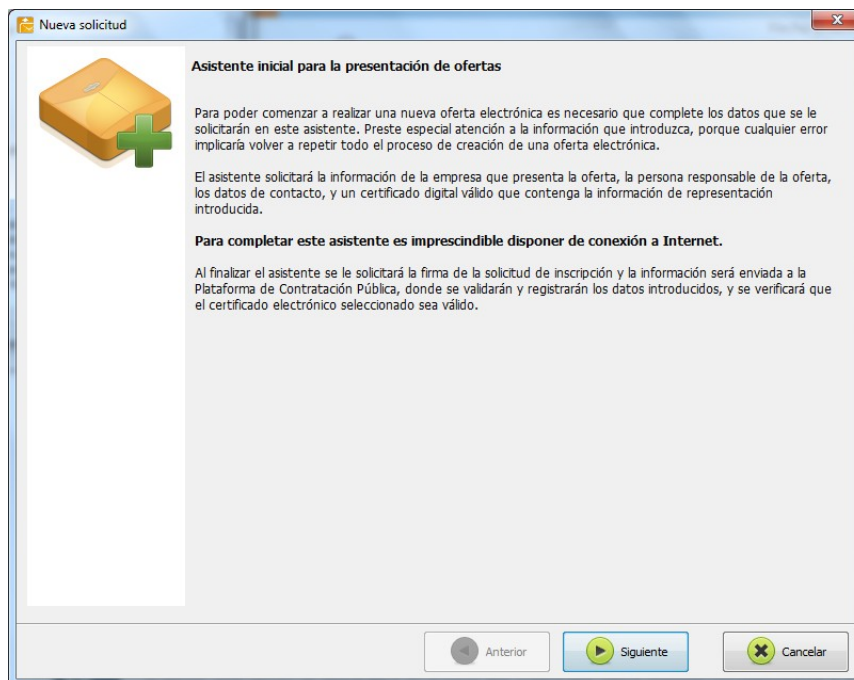 Nueva solicitud
Asistente inicial para la presentación de ofertas
Para poder comenzar a realizar una nueva oferta electrónica es necesario que complete los datos que se le
solicitarán en este asistente. Preste especial atención a la información que introduzca, porque cualquier error
implicaría volver a repetir todo el proceso de creación de una oferta electrónica.
El asistente solicitará la información de la empresa que presenta la oferta, la persona responsable de la oferta,
los datos de contacto, y un certificado digital válido que contenga la información de representación
introducida.
Para completar este asistente es imprescindible disponer de conexión a Internet.
Al finalizar el asistente se le solicitará la firma de la solicitud de inscripción y la información será enviada a la
Plataforma de Contratación Pública, donde se validarán y registrarán los datos introducidos, y se verificará que
el certificado electrónico seleccionado sea válido.
Anterior Siguiente Cancelar